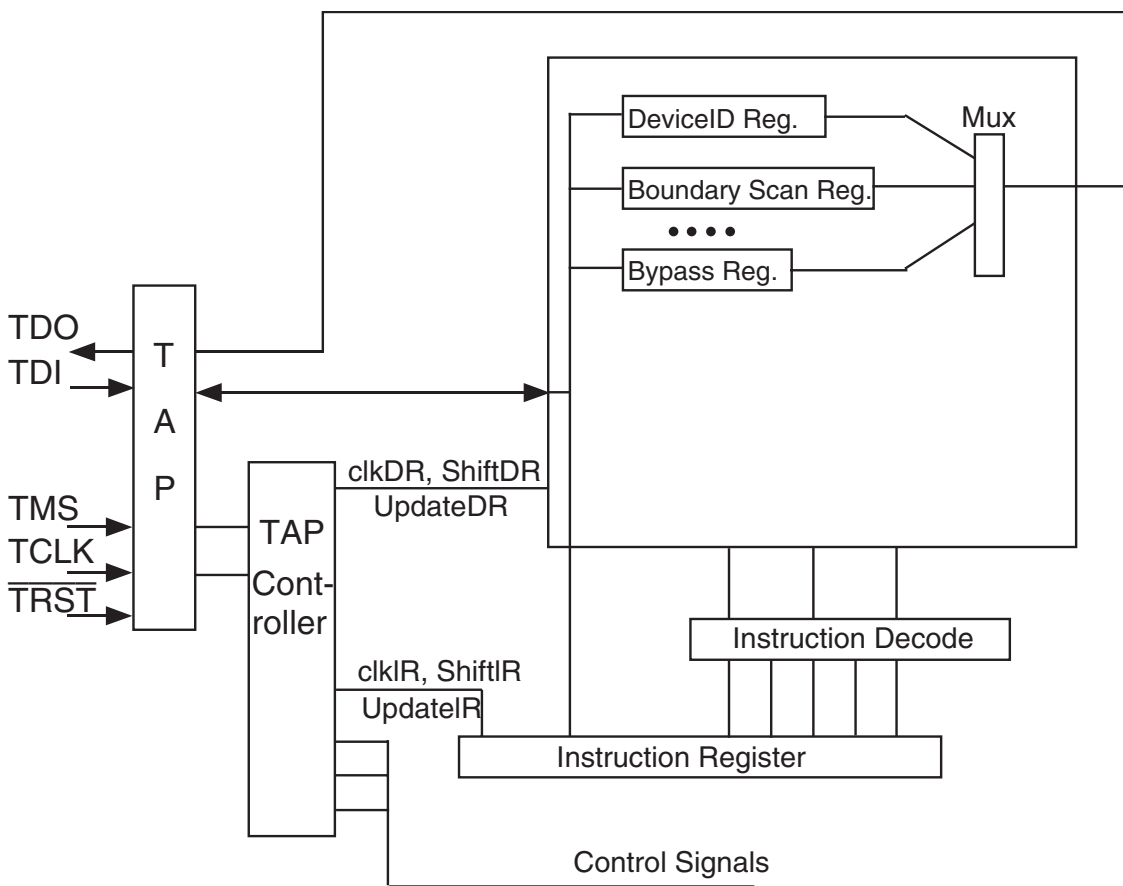 DeviceID Reg.
Mux
Boundary Scan Reg.
Bypass Reg.
TDO
TDI
TMS
TCLK
TRST
T
A
P
TAP
Cont-
roller
clkDR, ShiftDR
UpdateDR
clkIR, ShiftIR
UpdateIR
Instruction Decode
Instruction Register
Control Signals